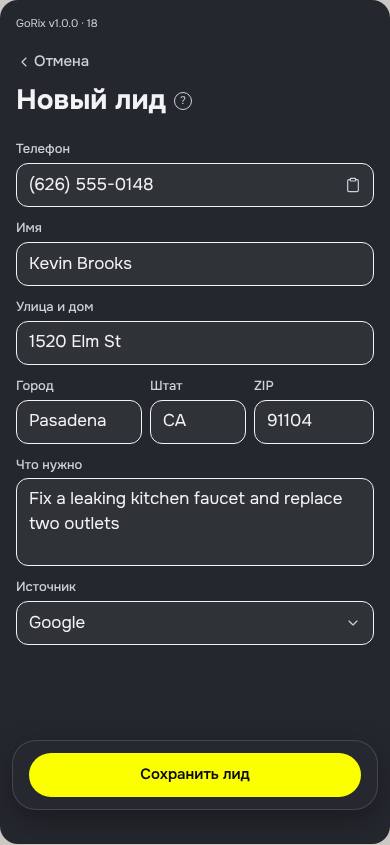 GoRix v1.0.0 · 18
Отмена
Новый лид ?
Телефон
(626) 555-0148
Имя
Kevin Brooks
Улица и дом
1520 Elm St
Город Штат ZIP
Pasadena CA 91104
Что нужно
Fix a leaking kitchen faucet and replace
two outlets
Источник
Google
Сохранить лид